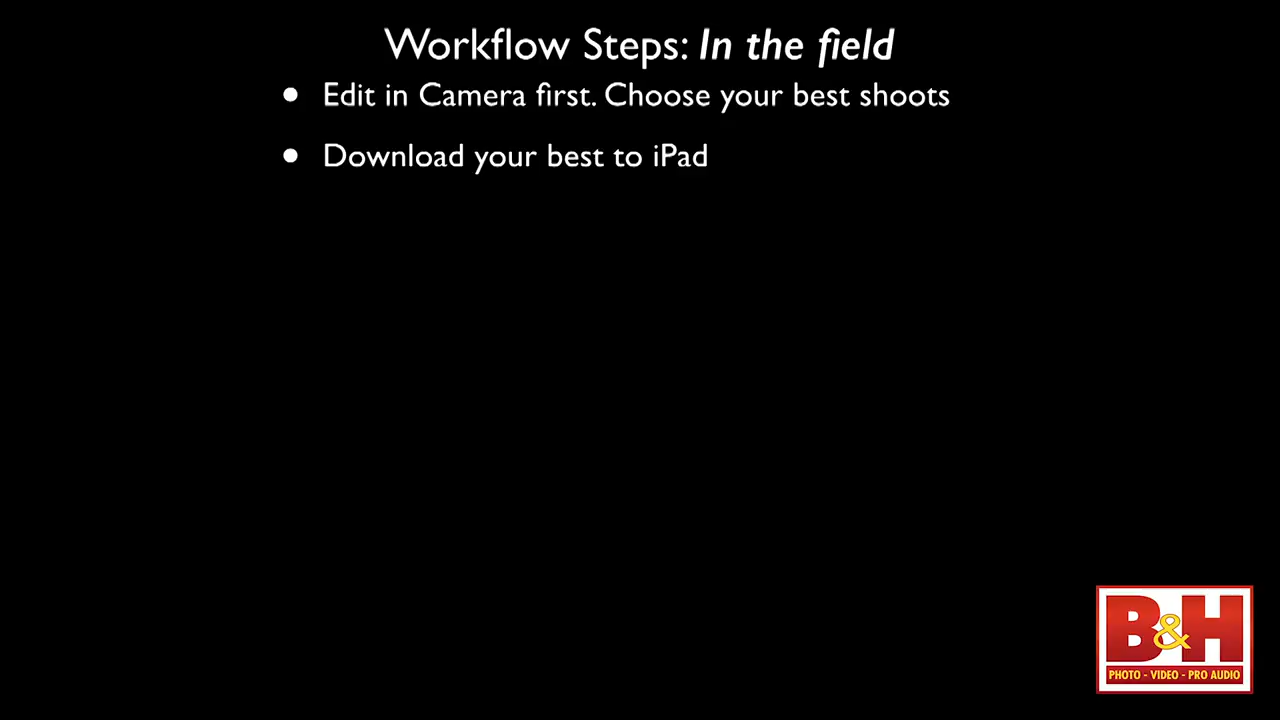 Workflow Steps: In the field
• Edit in Camera first. Choose your best shoots
• Download your best to iPad
B&H
PHOTO - VIDEO - PRO AUDIO